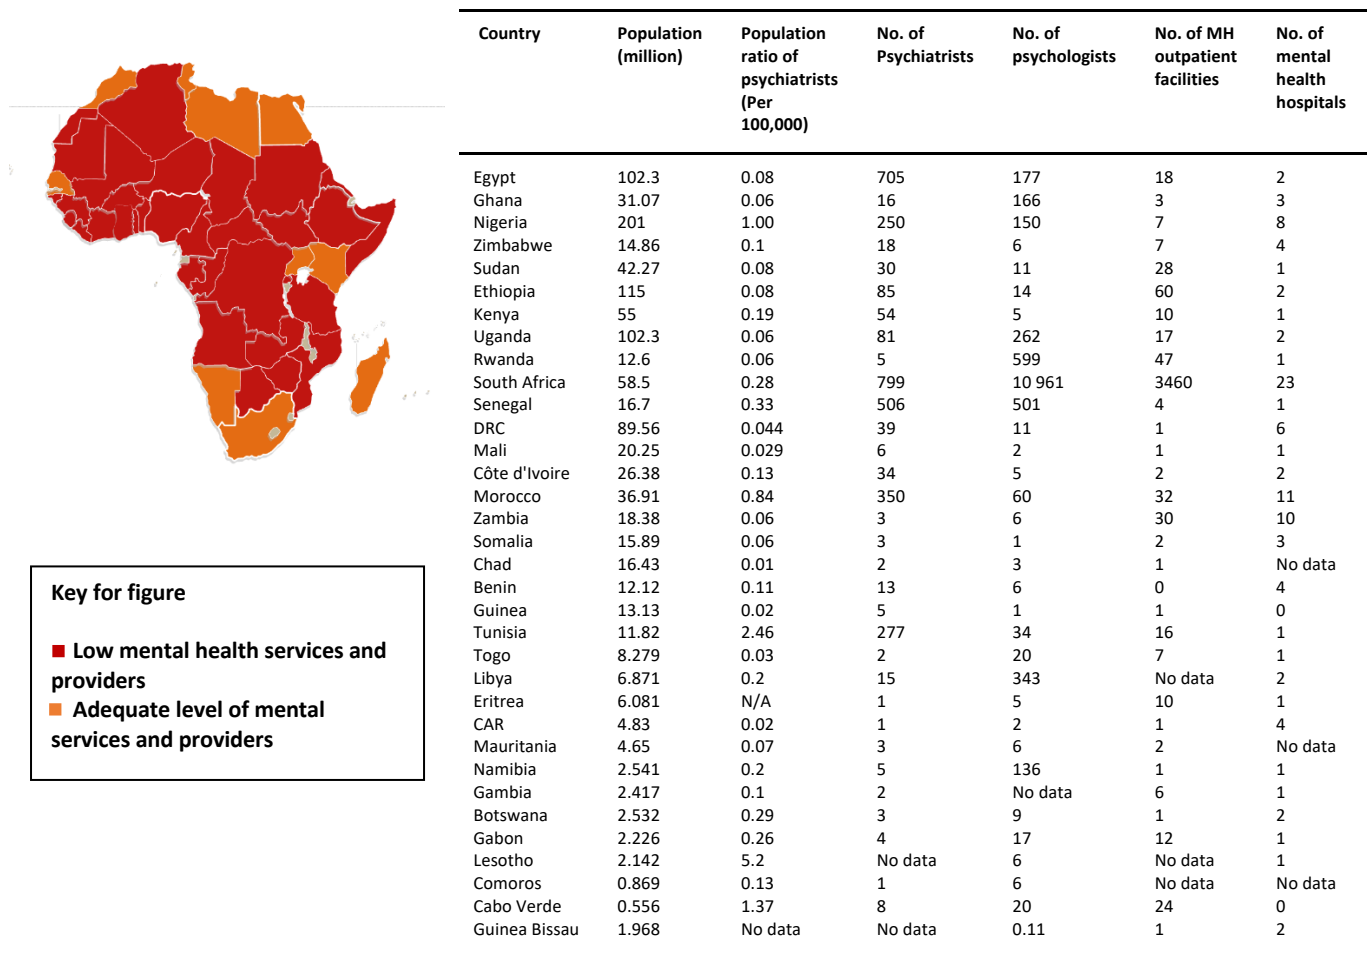 Country Population (million) Population ratio of psychiatrists (Per 100,000) No. of Psychiatrists No. of psychologists No. of MH outpatient facilities No. of mental health hospitals
Egypt 102.3 0.08 705 177 18 2
Ghana 31.07 0.06 16 166 3 3
Nigeria 201 1.00 250 150 7 8
Zimbabwe 14.86 0.1 18 6 7 4
Sudan 42.27 0.08 30 11 28 1
Ethiopia 115 0.08 85 14 60 2
Kenya 55 0.19 54 5 10 1
Uganda 102.3 0.06 81 262 17 2
Rwanda 12.6 0.06 5 599 47 1
South Africa 58.5 0.28 799 10 961 3460 23
Senegal 16.7 0.33 506 501 4 1
DRC 89.56 0.044 39 11 1 6
Mali 20.25 0.029 6 2 1 1
Côte d'Ivoire 26.38 0.13 34 5 2 2
Morocco 36.91 0.84 350 60 32 11
Zambia 18.38 0.06 3 6 30 10
Somalia 15.89 0.06 3 1 2 3
Chad 16.43 0.01 2 3 1 No data
Benin 12.12 0.11 13 6 0 4
Guinea 13.13 0.02 5 1 1 0
Tunisia 11.82 2.46 277 34 16 1
Togo 8.279 0.03 2 20 7 1
Libya 6.871 0.2 15 343 No data 2
Eritrea 6.081 N/A 1 5 10 1
CAR 4.83 0.02 1 2 1 4
Mauritania 4.65 0.07 3 6 2 No data
Namibia 2.541 0.2 5 136 1 1
Gambia 2.417 0.1 2 No data 6 1
Botswana 2.532 0.29 3 9 1 2
Gabon 2.226 0.26 4 17 12 1
Lesotho 2.142 5.2 No data 6 No data 1
Comoros 0.869 0.13 1 6 No data No data
Cabo Verde 0.556 1.37 8 20 24 0
Guinea Bissau 1.968 No data No data 0.11 1 2
Key for figure
Low mental health services and
providers
Adequate level of mental
services and providers